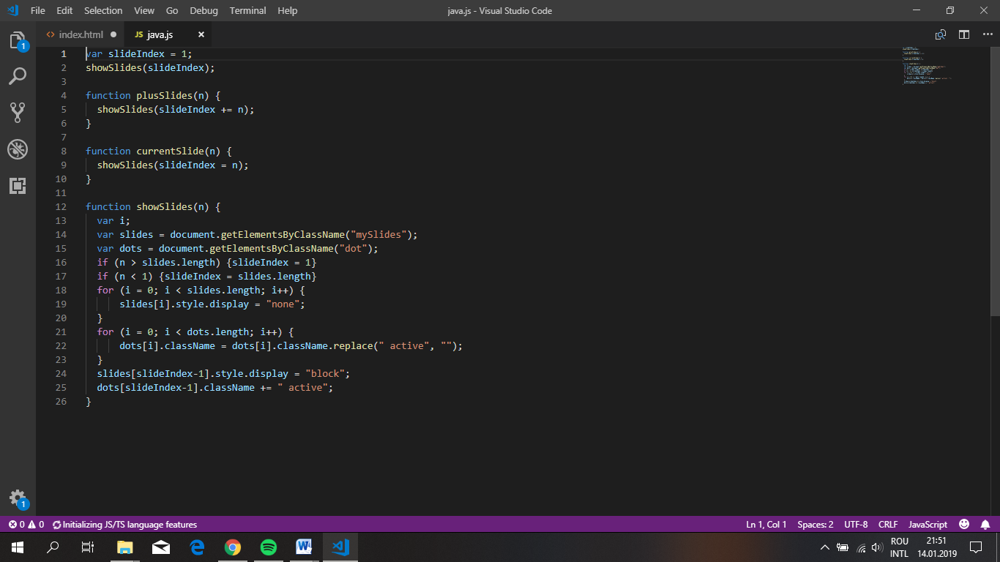 File Edit Selection View Go Debug Terminal Help java.js - Visual Studio Code
<> index.html JS java.js
1 var slideIndex = 1;
2 showSlides(slideIndex);
3
4 function plusSlides(n) {
5   showSlides(slideIndex += n);
6 }
7
8 function currentSlide(n) {
9   showSlides(slideIndex = n);
10 }
11
12 function showSlides(n) {
13   var i;
14   var slides = document.getElementsByClassName("mySlides");
15   var dots = document.getElementsByClassName("dot");
16   if (n > slides.length) {slideIndex = 1}
17   if (n < 1) {slideIndex = slides.length}
18   for (i = 0; i < slides.length; i++) {
19       slides[i].style.display = "none";
20   }
21   for (i = 0; i < dots.length; i++) {
22       dots[i].className = dots[i].className.replace(" active", "");
23   }
24   slides[slideIndex-1].style.display = "block";
25   dots[slideIndex-1].className += " active";
26 }
1
1
0 0 Initializing JS/TS language features Ln 1, Col 1 Spaces: 2 UTF-8 CRLF JavaScript
ROU 21:51
INTL 14.01.2019